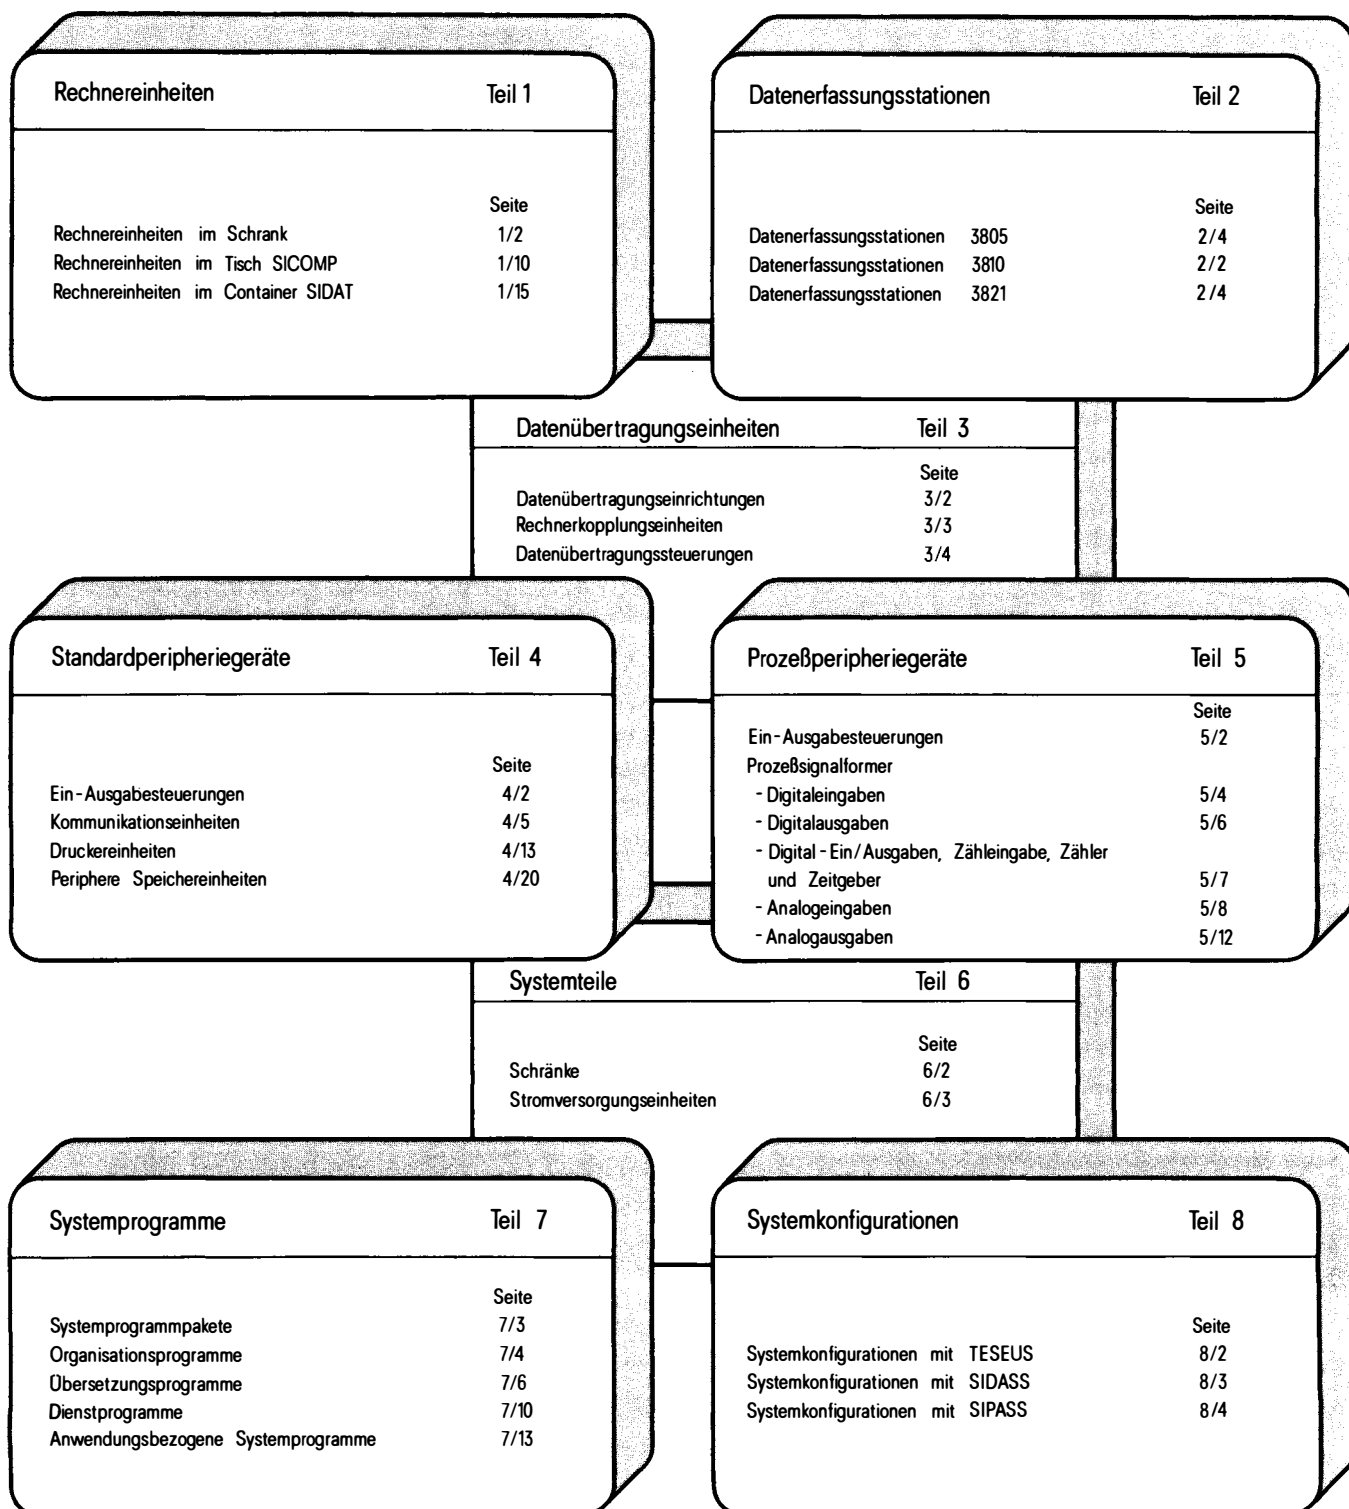 Rechnereinheiten Teil 1
Seite
Rechnereinheiten im Schrank 1/2
Rechnereinheiten im Tisch SICOMP 1/10
Rechnereinheiten im Container SIDAT 1/15
Datenerfassungsstationen Teil 2
Seite
Datenerfassungsstationen 3805 2/4
Datenerfassungsstationen 3810 2/2
Datenerfassungsstationen 3821 2/4
Datenübertragungseinheiten Teil 3
Seite
Datenübertragungseinrichtungen 3/2
Rechnerkopplungseinheiten 3/3
Datenübertragungssteuerungen 3/4
Standardperipheriegeräte Teil 4
Seite
Ein-Ausgabesteuerungen 4/2
Kommunikationseinheiten 4/5
Druckereinheiten 4/13
Periphere Speichereinheiten 4/20
Prozeßperipheriegeräte Teil 5
Seite
Ein-Ausgabesteuerungen 5/2
Prozeßsignalformer
- Digitaleingaben 5/4
- Digitalausgaben 5/6
- Digital-Ein/Ausgaben, Zähleingabe, Zähler
und Zeitgeber 5/7
- Analogeingaben 5/8
- Analogausgaben 5/12
Systemteile Teil 6
Seite
Schränke 6/2
Stromversorgungseinheiten 6/3
Systemprogramme Teil 7
Seite
Systemprogrammpakete 7/3
Organisationsprogramme 7/4
Übersetzungsprogramme 7/6
Dienstprogramme 7/10
Anwendungsbezogene Systemprogramme 7/13
Systemkonfigurationen Teil 8
Seite
Systemkonfigurationen mit TESEUS 8/2
Systemkonfigurationen mit SIDASS 8/3
Systemkonfigurationen mit SIPASS 8/4